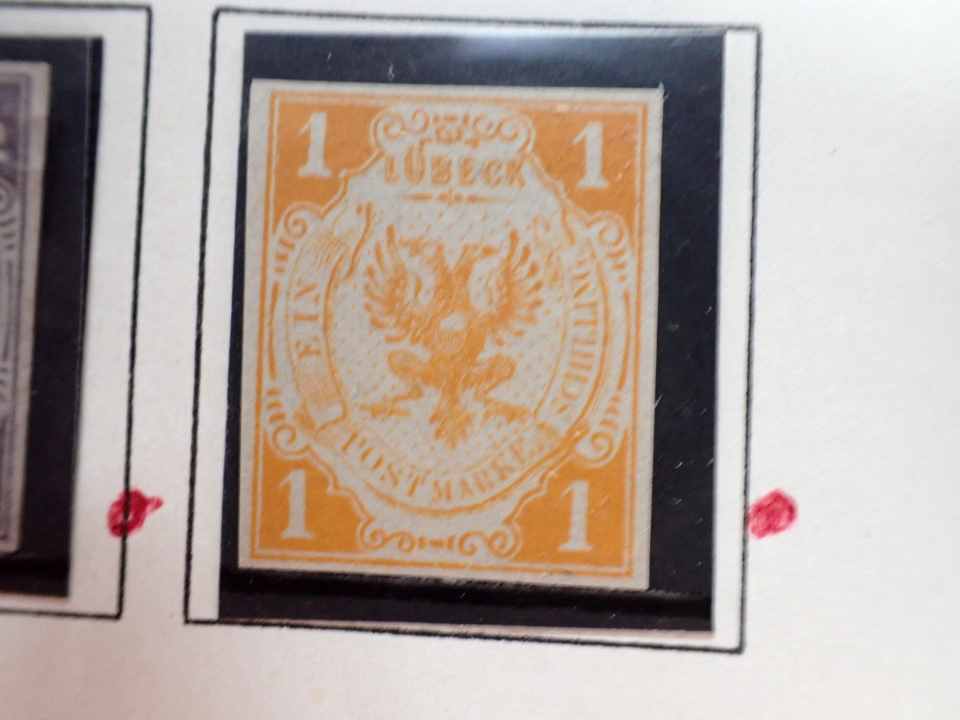 1 1
LÜBECK
EIN
SCHILLING
POSTMARKE
1 1